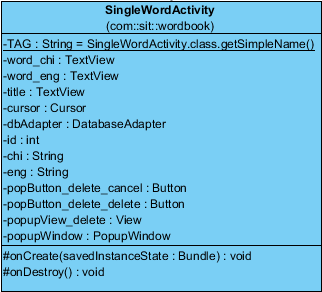 SingleWordActivity
(com::sit::wordbook)
-TAG : String = SingleWordActivity.class.getSimpleName()
-word_chi : TextView
-word_eng : TextView
-title : TextView
-cursor : Cursor
-dbAdapter : DatabaseAdapter
-id : int
-chi : String
-eng : String
-popButton_delete_cancel : Button
-popButton_delete_delete : Button
-popupView_delete : View
-popupWindow : PopupWindow
#onCreate(savedInstanceState : Bundle) : void
#onDestroy() : void